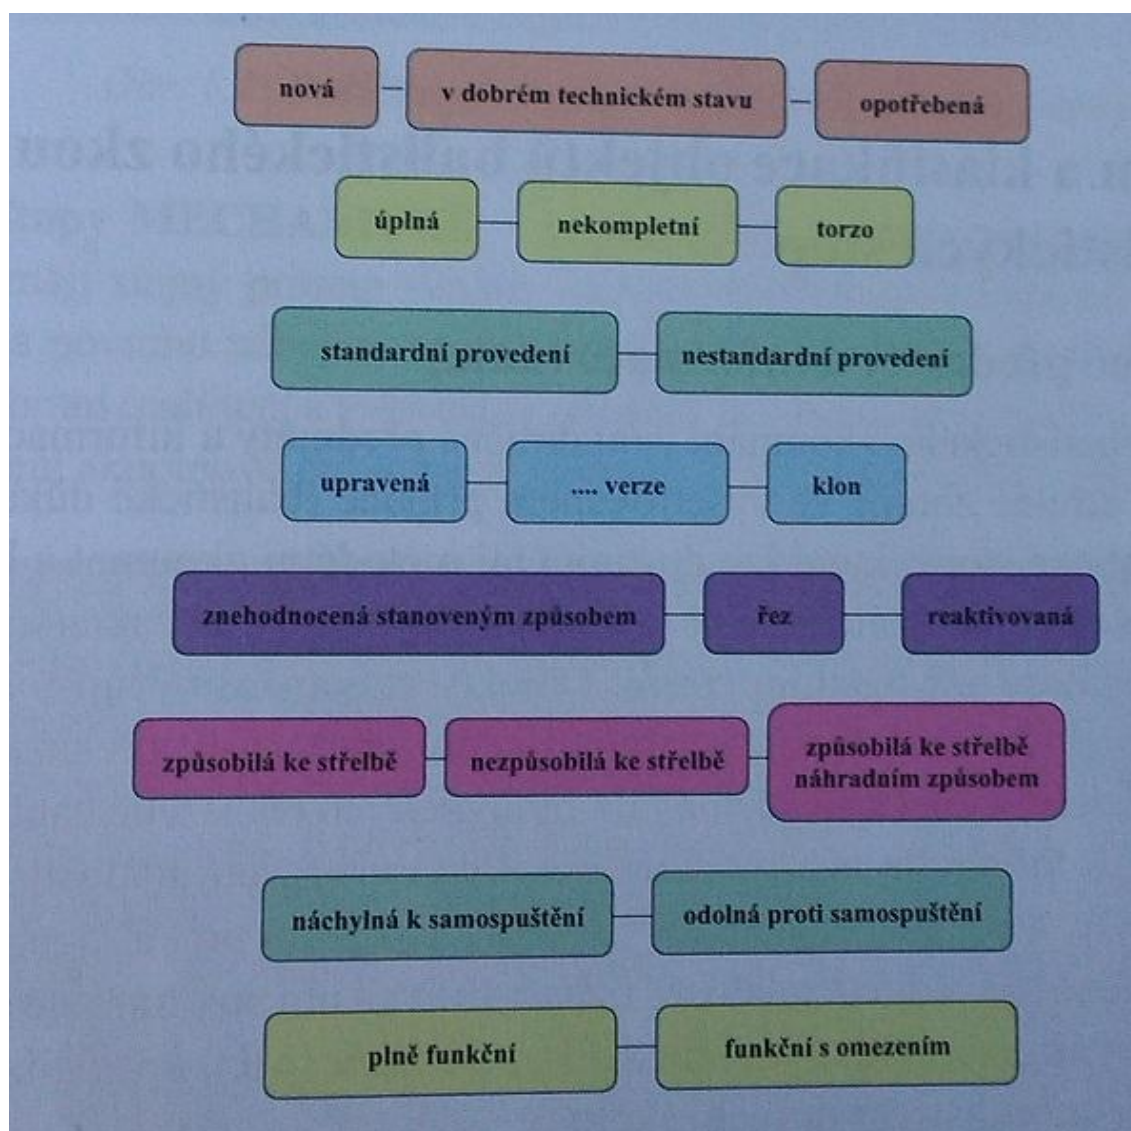 nová
v dobrém technickém stavu
opotřebená
úplná
nekompletní
torzo
standardní provedení
nestandardní provedení
upravená
.... verze
klon
znehodnocená stanoveným způsobem
řez
reaktivovaná
způsobilá ke střelbě
nezpůsobilá ke střelbě
způsobilá ke střelbě
náhradním způsobem
náchylná k samospuštění
odolná proti samospuštění
plně funkční
funkční s omezením